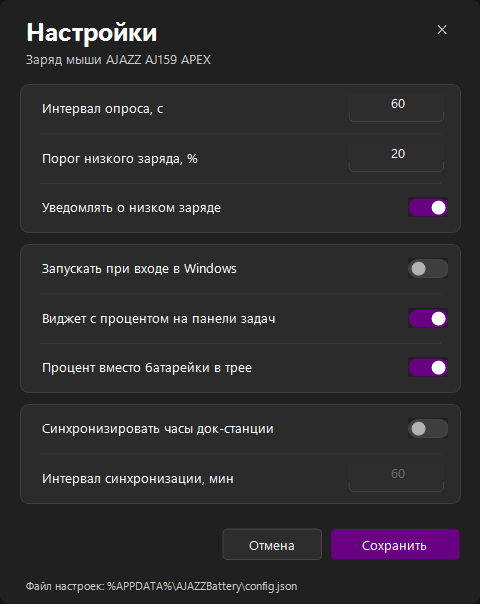 Настройки
Заряд мыши AJAZZ AJ159 APEX
Интервал опроса, с
60
Порог низкого заряда, %
20
Уведомлять о низком заряде
Запускать при входе в Windows
Виджет с процентом на панели задач
Процент вместо батарейки в трее
Синхронизировать часы док-станции
Интервал синхронизации, мин
60
Отмена
Сохранить
Файл настроек: %APPDATA%\AJAZZBattery\config.json